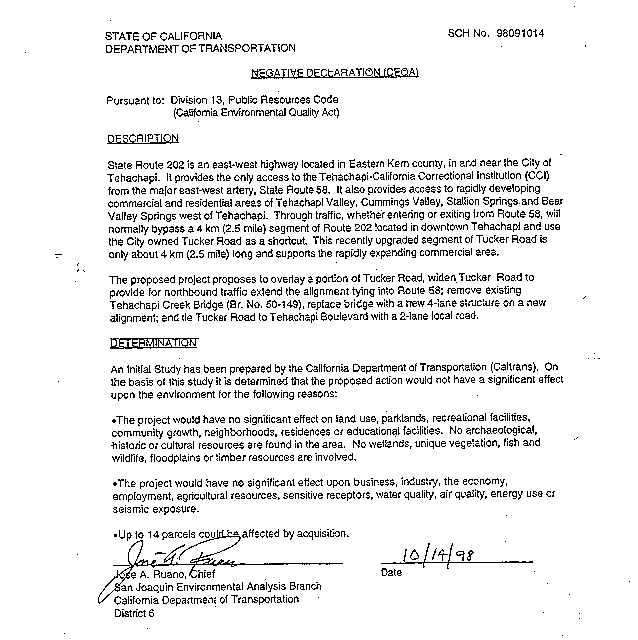 STATE OF CALIFORNIA
DEPARTMENT OF TRANSPORTATION
SCH No. 98091014
NEGATIVE DECLARATION (CEQA)
Pursuant to: Division 13, Public Resources Code
(California Environmental Quality Act)
DESCRIPTION
State Route 202 is an east-west highway located in Eastern Kern county, in and near the City of
Tehachapi. It provides the only access to the Tehachapi-California Correctional Institution (CCI)
from the major east-west artery, State Route 58. It also provides access to rapidly developing
commercial and residential areas of Tehachapi Valley, Cummings Valley, Stallion Springs and Bear
Valley Springs west of Tehachapi. Through traffic, whether entering or exiting from Route 58, will
normally bypass a 4 km (2.5 mile) segment of Route 202 located in downtown Tehachapi and use
the City owned Tucker Road as a shortcut. This recently upgraded segment of Tucker Road is
only about 4 km (2.5 mile) long and supports the rapidly expanding commercial area.
The proposed project proposes to overlay a portion of Tucker Road, widen Tucker Road to
provide for northbound traffic extend the alignment tying into Route 58; remove existing
Tehachapi Creek Bridge (Br. No. 50-149), replace bridge with a new 4-lane structure on a new
alignment; and tie Tucker Road to Tehachapi Boulevard with a 2-lane local road.
DETERMINATION
An Initial Study has been prepared by the California Department of Transportation (Caltrans). On
the basis of this study it is determined that the proposed action would not have a significant effect
upon the environment for the following reasons:
•The project would have no significant effect on land use, parklands, recreational facilities,
community growth, neighborhoods, residences or educational facilities. No archaeological,
historic or cultural resources are found in the area. No wetlands, unique vegetation, fish and
wildlife, floodplains or timber resources are involved.
•The project would have no significant effect upon business, industry, the economy,
employment, agricultural resources, sensitive receptors, water quality, air quality, energy use or
seismic exposure.
•Up to 14 parcels could be affected by acquisition.
Jose A. Ruano
10/14/98
Jose A. Ruano, Chief
Date
San Joaquin Environmental Analysis Branch
California Department of Transportation
District 6